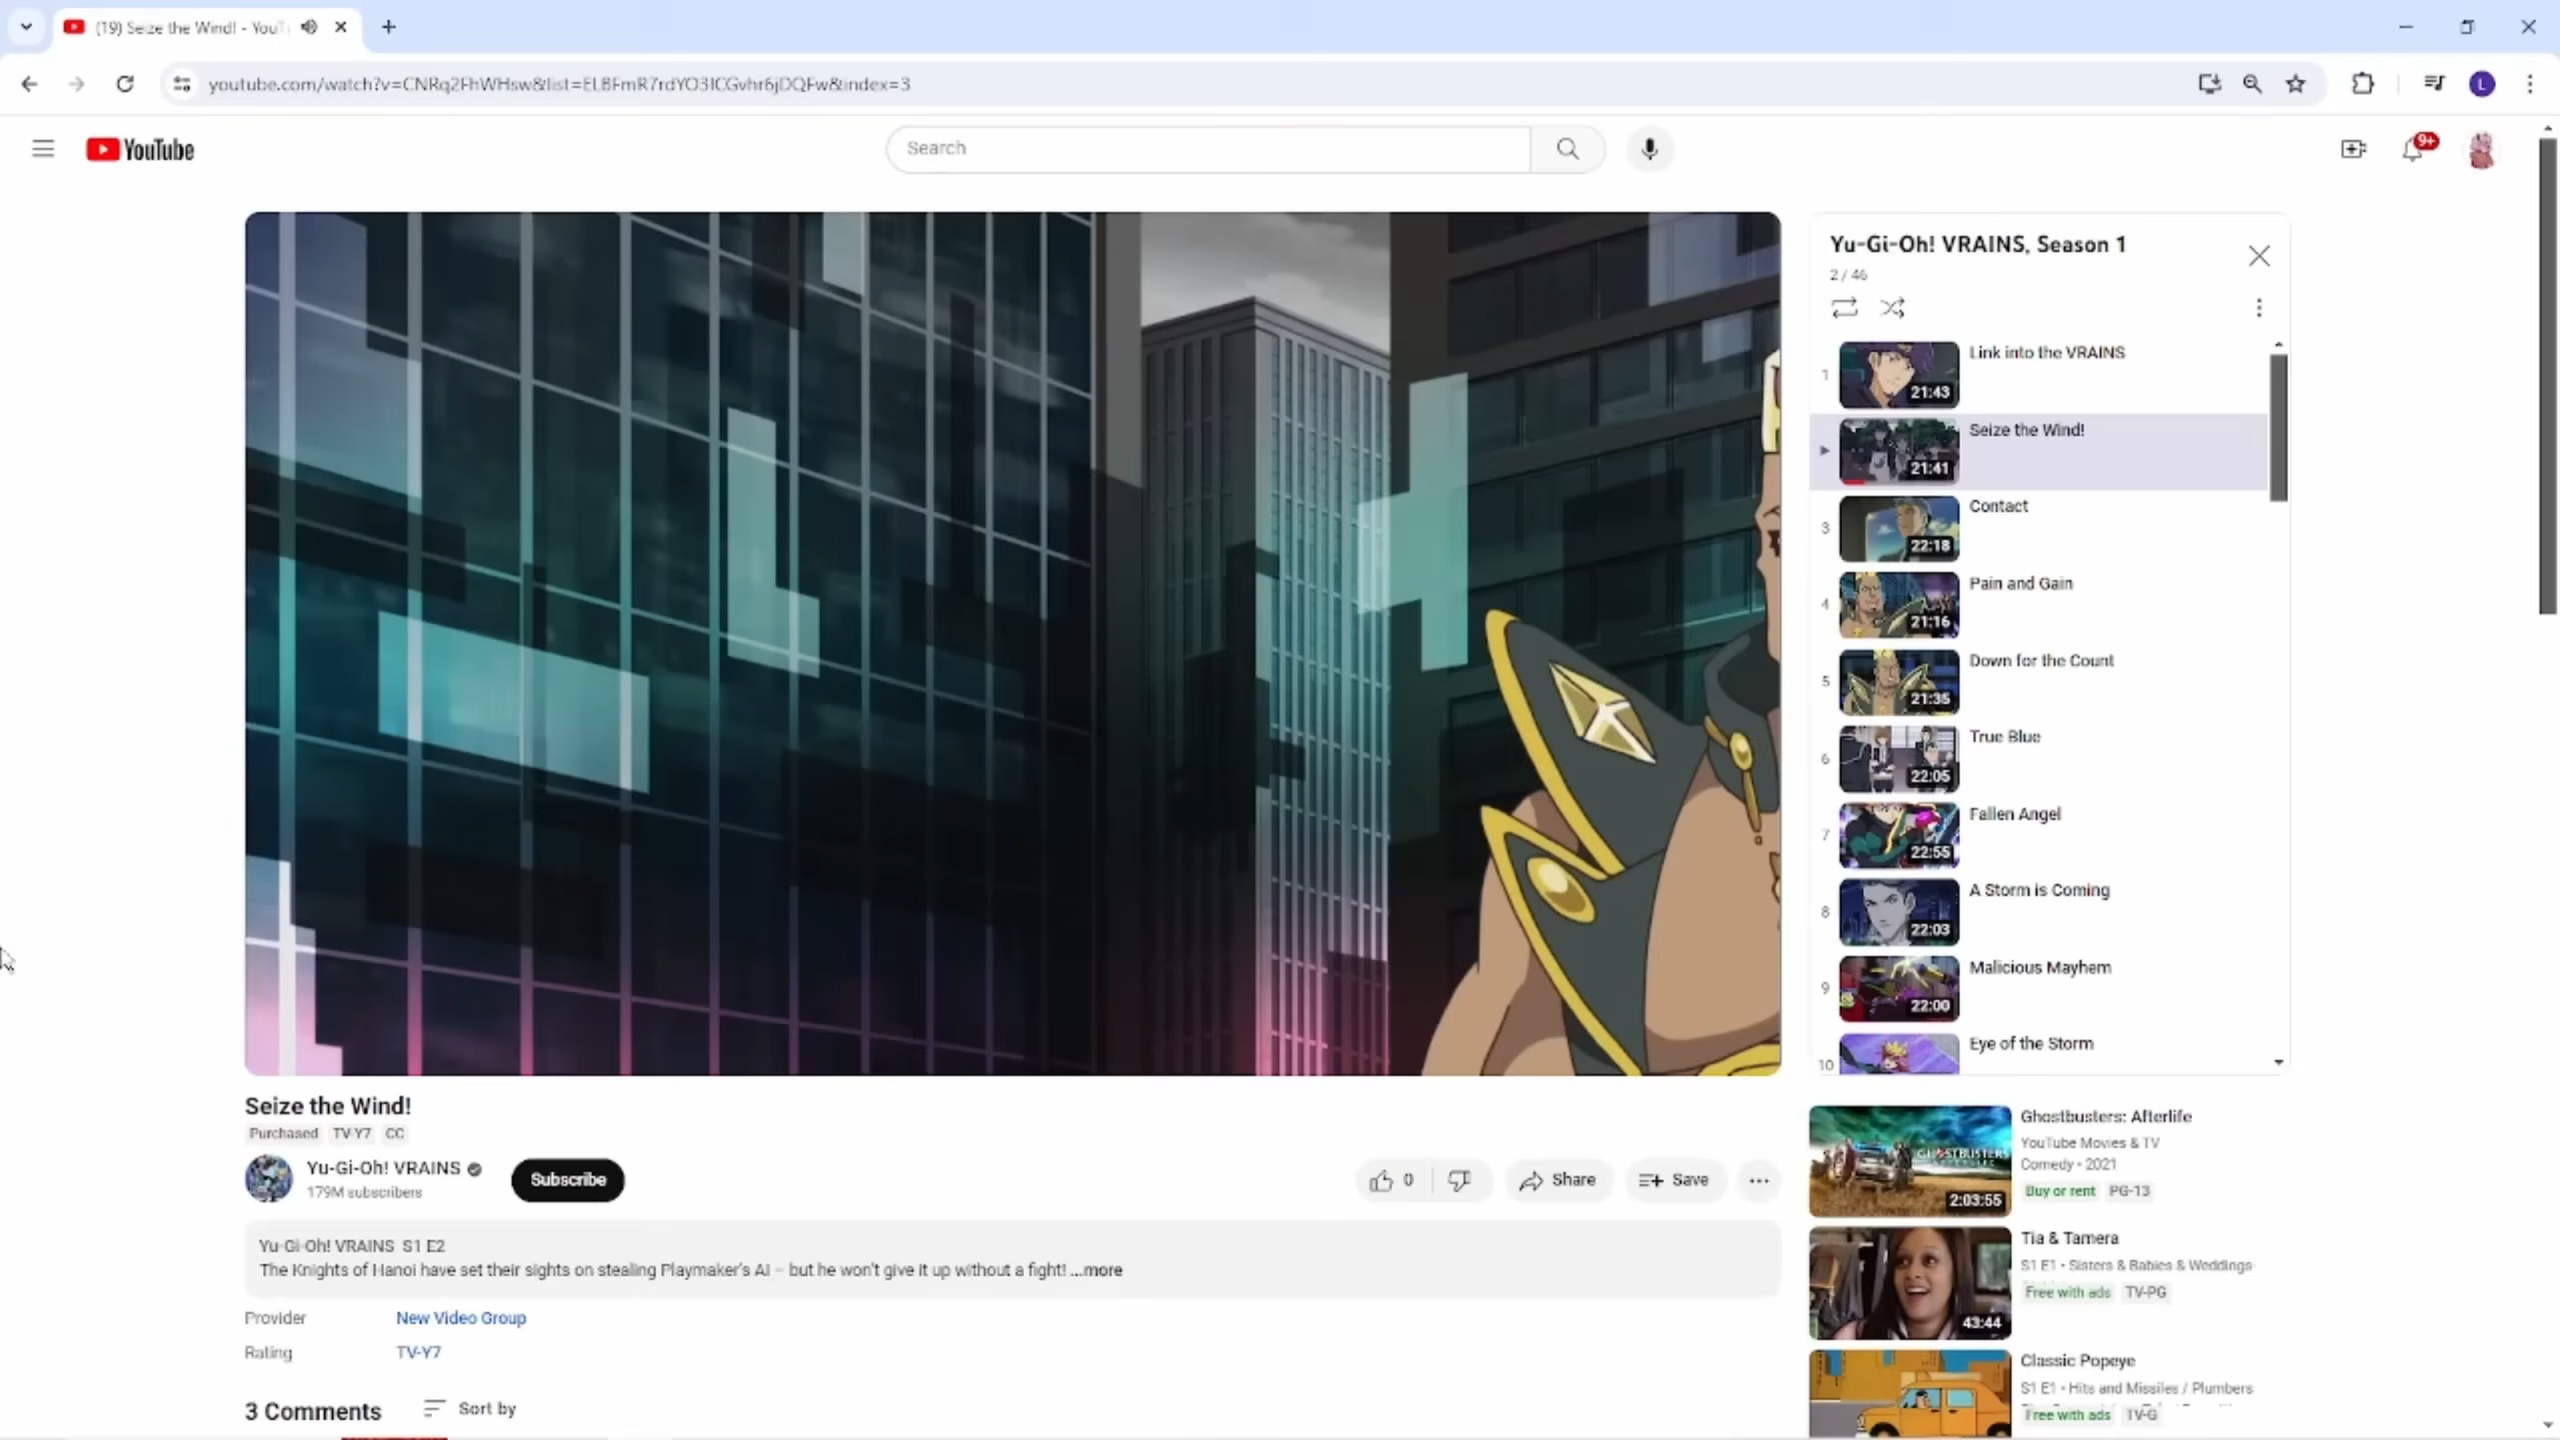 (19) Seize the Wind! - YouT
youtube.com/watch?v=CNRq2FhWHsw&list=ELBFmR7rdYO3ICGvhr6jDQFw&index=3
L
YouTube
Search
9+
Yu-Gi-Oh! VRAINS, Season 1
2 / 46
1
21:43
Link into the VRAINS
21:41
Seize the Wind!
3
22:18
Contact
4
21:16
Pain and Gain
5
21:35
Down for the Count
6
22:05
True Blue
7
22:55
Fallen Angel
8
22:03
A Storm is Coming
9
22:00
Malicious Mayhem
10
Eye of the Storm
Seize the Wind!
Purchased TV-Y7 CC
Yu-Gi-Oh! VRAINS
179M subscribers
Subscribe
0
Share
Save
Yu-Gi-Oh! VRAINS S1 E2
The Knights of Hanoi have set their sights on stealing Playmaker's AI – but he won't give it up without a fight! ...more
Provider New Video Group
Rating TV-Y7
3 Comments Sort by
GHOSTBUSTERS
2:03:55
Ghostbusters: Afterlife
YouTube Movies & TV
Comedy • 2021
Buy or rent PG-13
43:44
Tia & Tamera
S1 E1 • Sisters & Babies & Weddings
Free with ads TV-PG
Classic Popeye
S1 E1 • Hits and Missiles / Plumbers
Free with ads TV-G